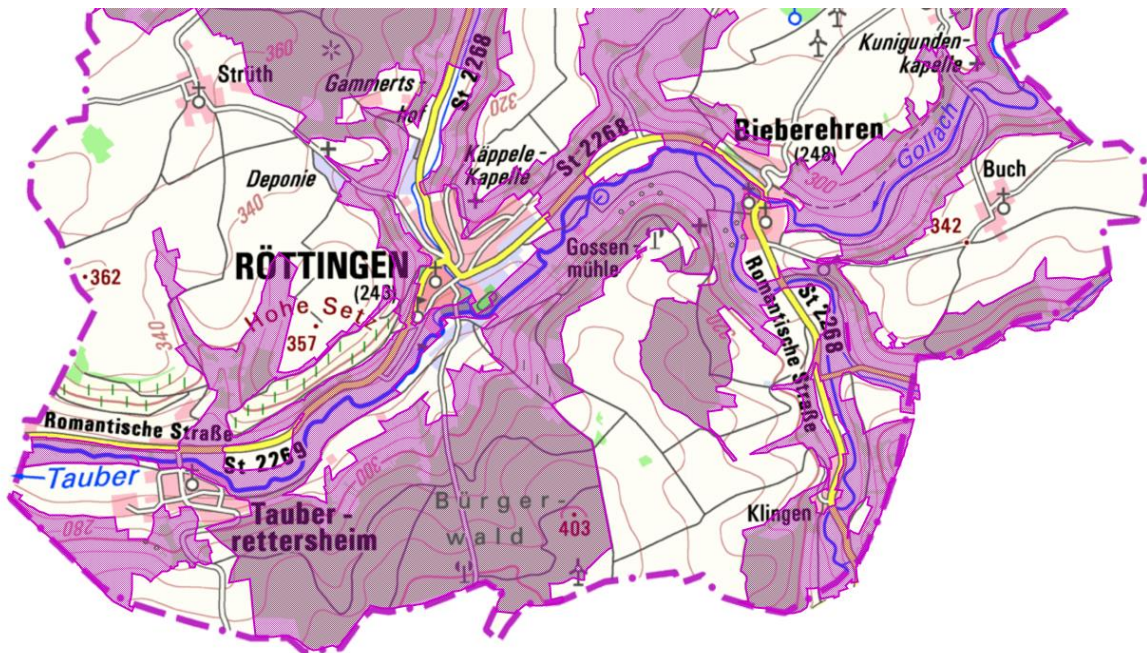 360
Strüth
Gammerts-
hof
St 2268
320
Käppele-
Kapelle
St 2268
Kunigunden-
kapelle
Bieberehren
(248)
Gollach
300
Buch
342
Deponie
340
RÖTTINGEN
(243)
Gossen-
mühle
362
Hohe Setz
357
340
320
Romantische Straße
St 2268
Romantische Straße
St 2269
Tauber
300
280
Tauber-
rettersheim
Bürger-
wald
403
Klingen